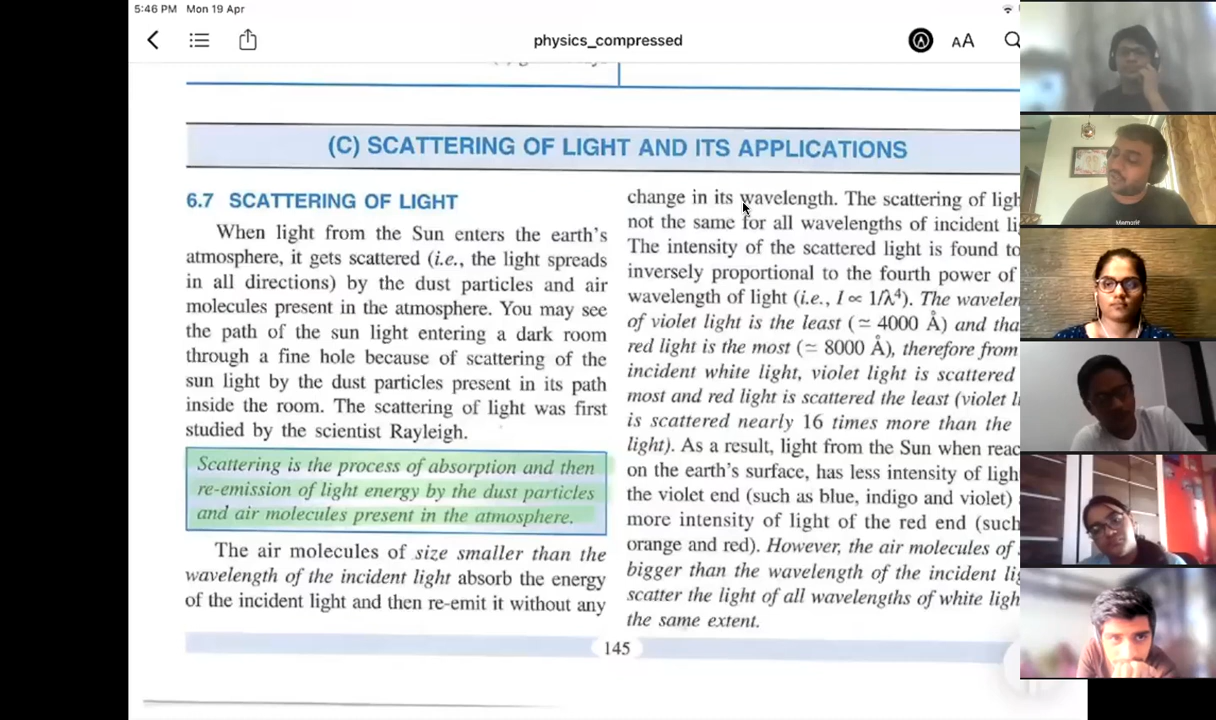 5:46 PM Mon 19 Apr
physics_compressed
AA
(C) SCATTERING OF LIGHT AND ITS APPLICATIONS
6.7 SCATTERING OF LIGHT
When light from the Sun enters the earth's
atmosphere, it gets scattered (i.e., the light spreads
in all directions) by the dust particles and air
molecules present in the atmosphere. You may see
the path of the sun light entering a dark room
through a fine hole because of scattering of the
sun light by the dust particles present in its path
inside the room. The scattering of light was first
studied by the scientist Rayleigh.
Scattering is the process of absorption and then
re-emission of light energy by the dust particles
and air molecules present in the atmosphere.
The air molecules of size smaller than the
wavelength of the incident light absorb the energy
of the incident light and then re-emit it without any
change in its wavelength. The scattering of ligh
not the same for all wavelengths of incident li
The intensity of the scattered light is found to
inversely proportional to the fourth power of
wavelength of light (i.e., I ∝ 1/λ⁴). The wavelen
of violet light is the least (≃ 4000 Å) and tha
red light is the most (≃ 8000 Å), therefore from
incident white light, violet light is scattered
most and red light is scattered the least (violet l
is scattered nearly 16 times more than the
light). As a result, light from the Sun when reac
on the earth's surface, has less intensity of ligh
the violet end (such as blue, indigo and violet)
more intensity of light of the red end (such
orange and red). However, the air molecules of
bigger than the wavelength of the incident li
scatter the light of all wavelengths of white ligh
the same extent.
145